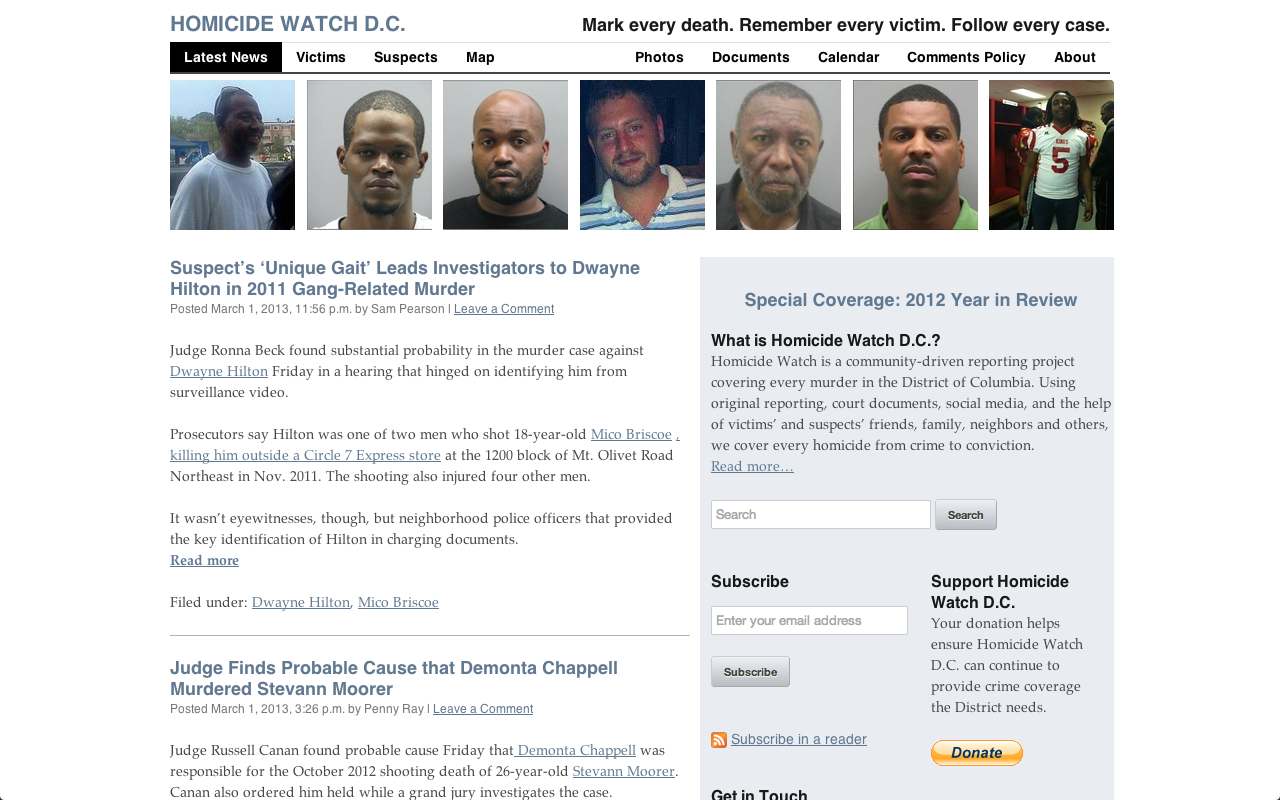 HOMICIDE WATCH D.C.
Mark every death. Remember every victim. Follow every case.
Latest News Victims Suspects Map Photos Documents Calendar Comments Policy About
KINGS
5
Suspect’s ‘Unique Gait’ Leads Investigators to Dwayne
Hilton in 2011 Gang-Related Murder
Posted March 1, 2013, 11:56 p.m. by Sam Pearson | Leave a Comment
Judge Ronna Beck found substantial probability in the murder case against
Dwayne Hilton Friday in a hearing that hinged on identifying him from
surveillance video.
Prosecutors say Hilton was one of two men who shot 18-year-old Mico Briscoe ,
killing him outside a Circle 7 Express store at the 1200 block of Mt. Olivet Road
Northeast in Nov. 2011. The shooting also injured four other men.
It wasn’t eyewitnesses, though, but neighborhood police officers that provided
the key identification of Hilton in charging documents.
Read more
Filed under: Dwayne Hilton, Mico Briscoe
Judge Finds Probable Cause that Demonta Chappell
Murdered Stevann Moorer
Posted March 1, 2013, 3:26 p.m. by Penny Ray | Leave a Comment
Judge Russell Canan found probable cause Friday that Demonta Chappell was
responsible for the October 2012 shooting death of 26-year-old Stevann Moorer.
Canan also ordered him held while a grand jury investigates the case.
Special Coverage: 2012 Year in Review
What is Homicide Watch D.C.?
Homicide Watch is a community-driven reporting project
covering every murder in the District of Columbia. Using
original reporting, court documents, social media, and the help
of victims’ and suspects’ friends, family, neighbors and others,
we cover every homicide from crime to conviction.
Read more…
Search Search
Subscribe
Enter your email address
Subscribe
Subscribe in a reader
Support Homicide
Watch D.C.
Your donation helps
ensure Homicide Watch
D.C. can continue to
provide crime coverage
the District needs.
Donate
Get in Touch